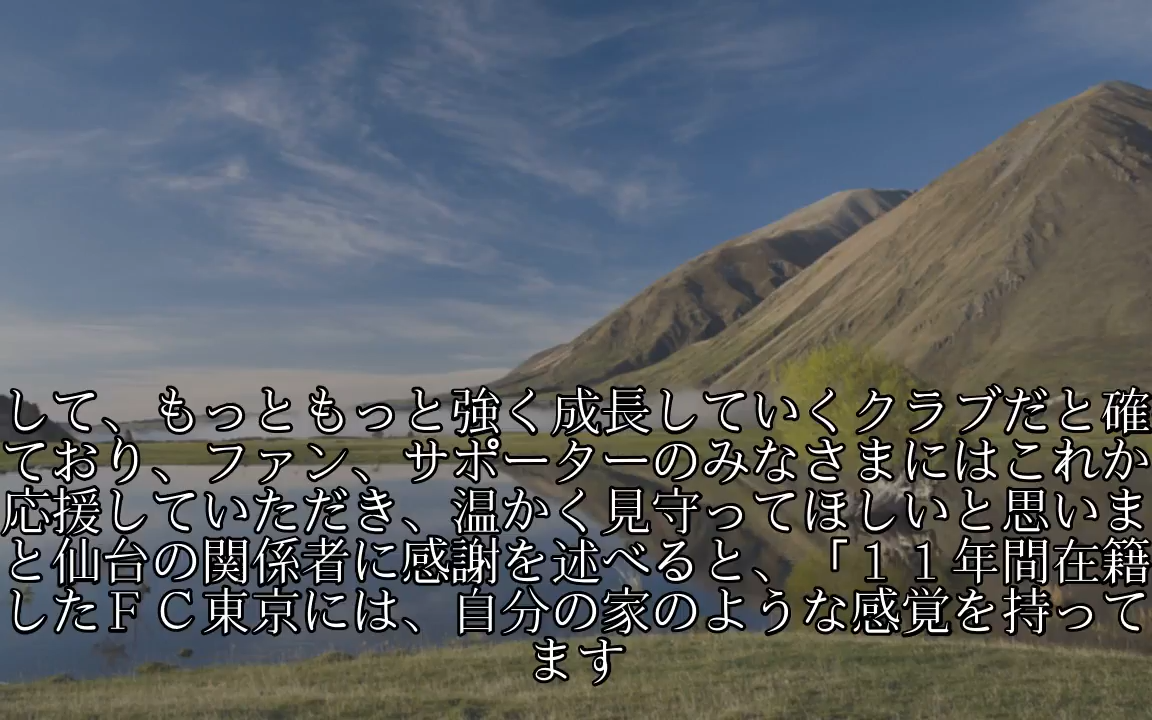 して、もっともっと強く成長していくクラブだと確
ており、ファン、サポーターのみなさまにはこれか
応援していただき、温かく見守ってほしいと思いま
と仙台の関係者に感謝を述べると、「１１年間在籍
したＦＣ東京には、自分の家のような感覚を持って
ます